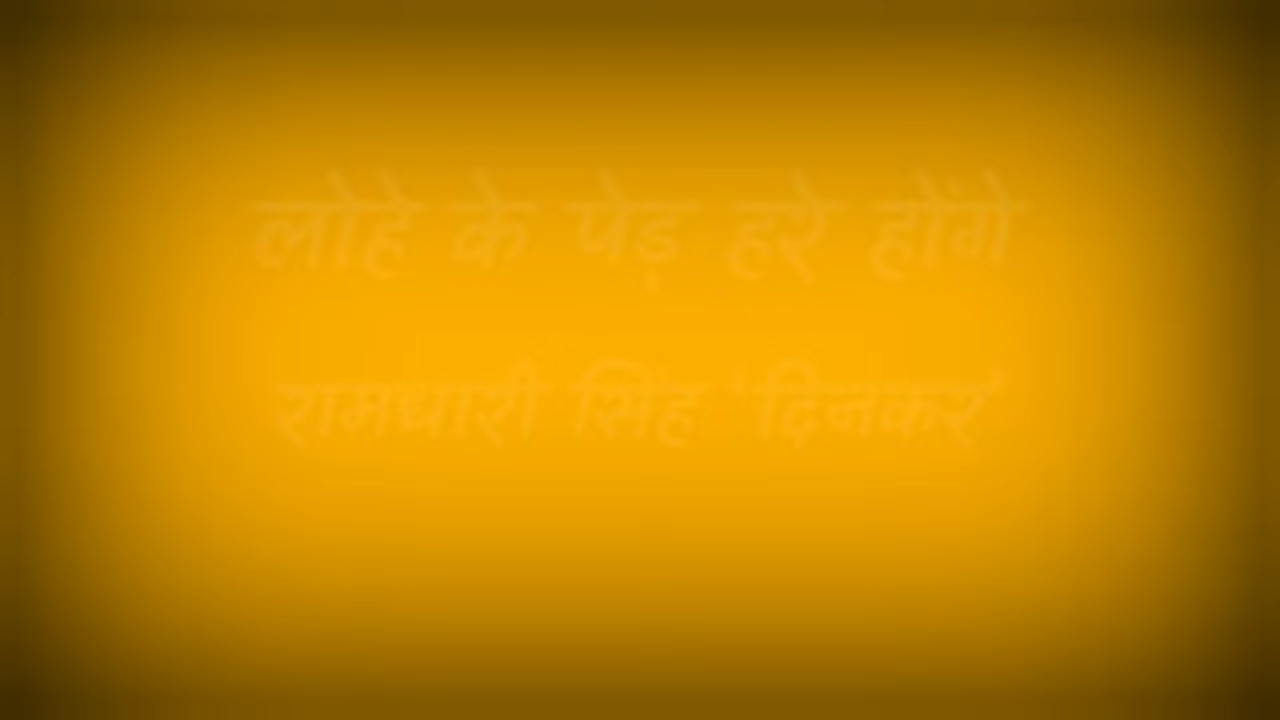 लोहे के पेड़ हरे होंगे
रामधारी सिंह 'दिनकर'